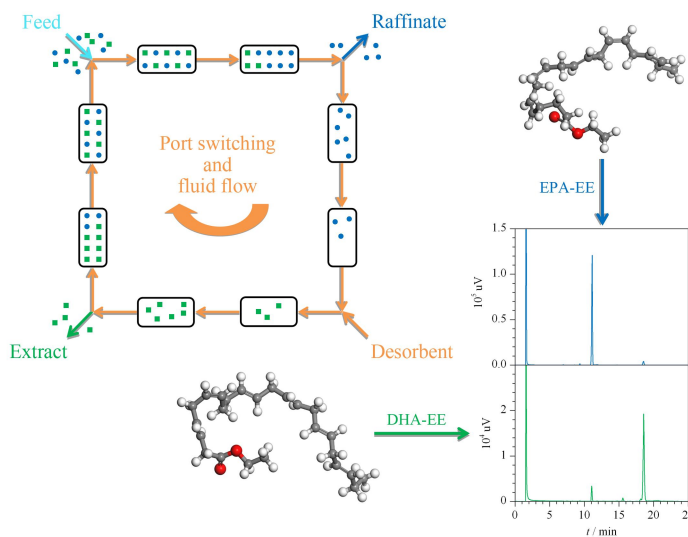 Feed
Raffinate
Port switching
and
fluid flow
Extract
Desorbent
EPA-EE
DHA-EE
1.5
1.0
0.5
0.0
10⁵ uV
2
1
0
10⁴ uV
0 5 10 15 20 25
t / min